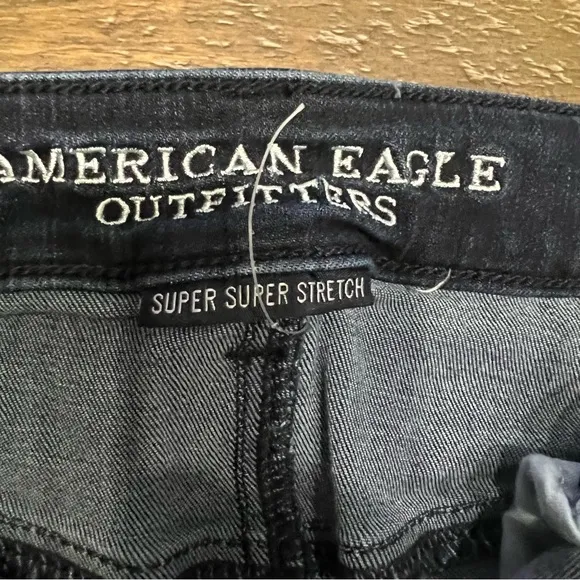 AMERICAN EAGLE
OUTFITTERS
SUPER SUPER STRETCH